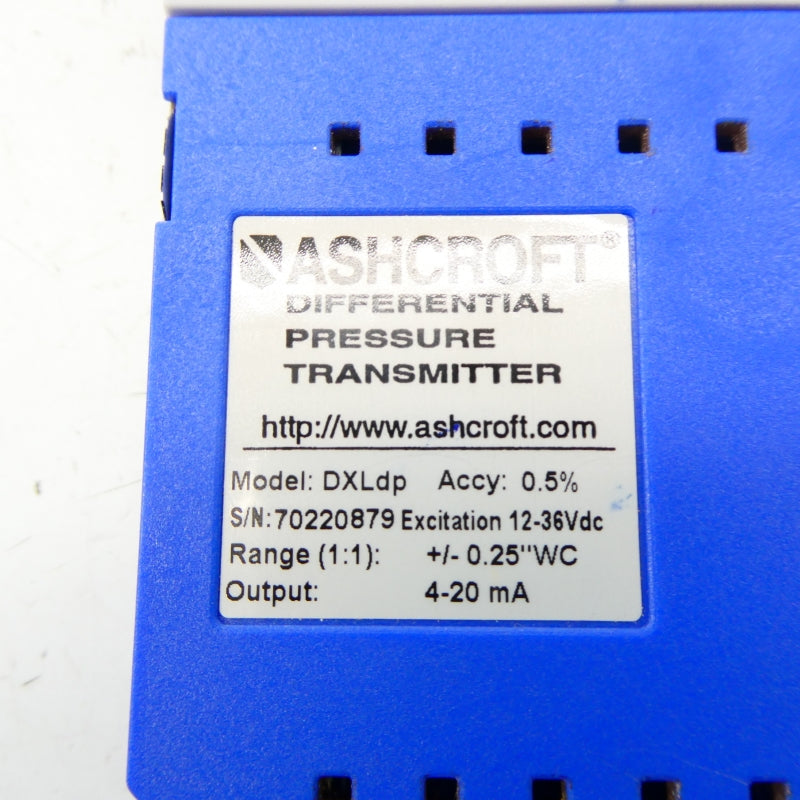 ASHCROFT®
DIFFERENTIAL
PRESSURE
TRANSMITTER
http://www.ashcroft.com
Model: DXLdp Accy: 0.5%
S/N: 70220879 Excitation 12-36Vdc
Range (1:1): +/- 0.25"WC
Output: 4-20 mA